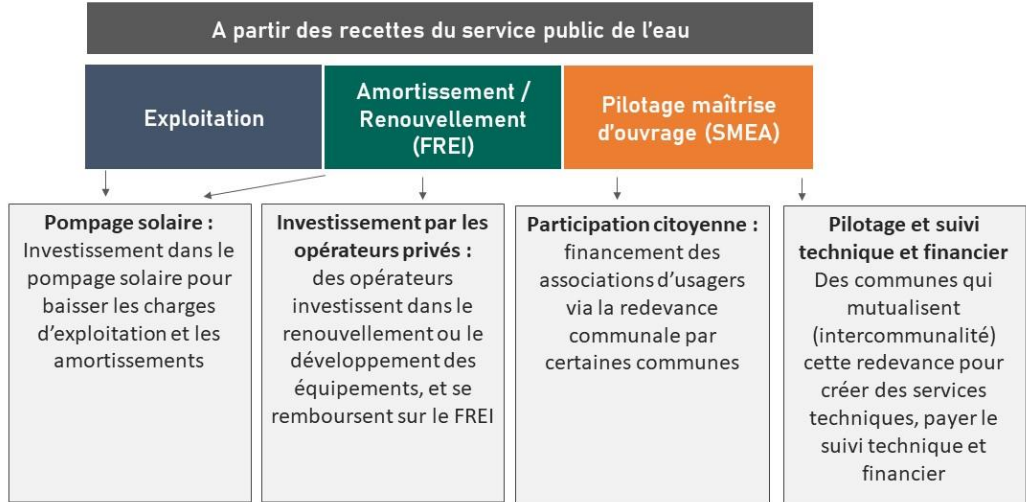 A partir des recettes du service public de l'eau
Exploitation
Amortissement /
Renouvellement
(FREI)
Pilotage maîtrise
d'ouvrage (SMEA)
Pompage solaire :
Investissement dans le
pompage solaire pour
baisser les charges
d'exploitation et les
amortissements
Investissement par les
opérateurs privés :
des opérateurs
investissent dans le
renouvellement ou le
développement des
équipements, et se
remboursent sur le FREI
Participation citoyenne :
financement des
associations d'usagers
via la redevance
communale par
certaines communes
Pilotage et suivi
technique et financier
Des communes qui
mutualisent
(intercommunalité)
cette redevance pour
créer des services
techniques, payer le
suivi technique et
financier